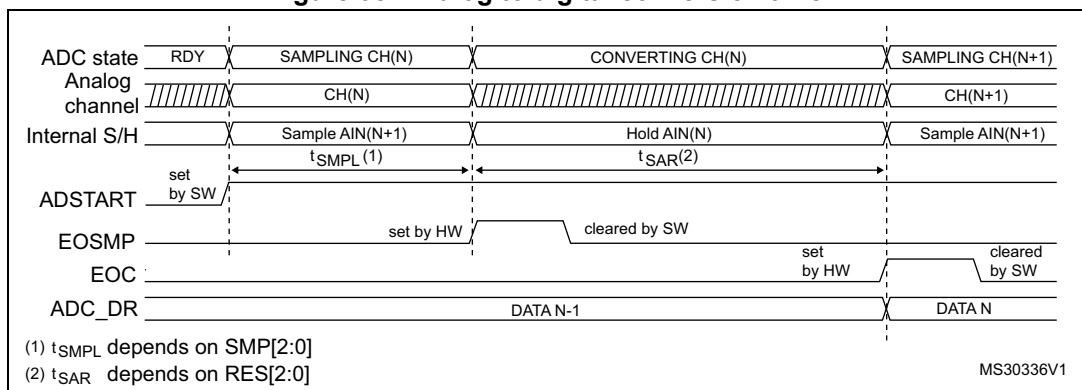 ADC state RDY SAMPLING CH(N) CONVERTING CH(N) SAMPLING CH(N+1)
Analog channel CH(N) CH(N+1)
Internal S/H Sample AIN(N+1) Hold AIN(N) Sample AIN(N+1)
tSMPL(1) tSAR(2)
ADSTART set by SW
EOSMP set by HW cleared by SW
EOC set by HW cleared by SW
ADC_DR DATA N-1 DATA N
(1) tSMPL depends on SMP[2:0]
(2) tSAR depends on RES[2:0]
MS30336V1